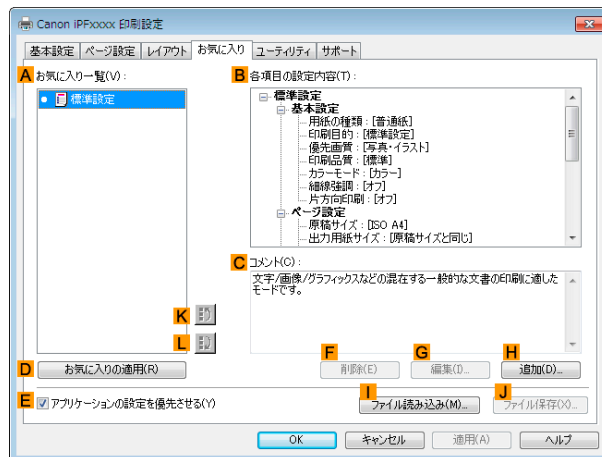 Canon iPFxxxx 印刷設定
基本設定 ページ設定 レイアウト お気に入り ユーティリティ サポート
A お気に入り一覧(V):
標準設定
B 各項目の設定内容(T):
標準設定
基本設定
用紙の種類 : [普通紙]
印刷目的 : [標準設定]
優先画質 : [写真・イラスト]
印刷品質 : [標準]
カラーモード : [カラー]
細線強調 : [オフ]
片方向印刷 : [オフ]
ページ設定
原稿サイズ : [ISO A4]
出力用紙サイズ : [原稿サイズと同じ]
C コメント(C):
文字/画像/グラフィックスなどの混在する一般的な文書の印刷に適した
モードです。
K
L
D お気に入りの適用(R)
F 削除(E)
G 編集(I)...
H 追加(D)...
E アプリケーションの設定を優先させる(Y)
I ファイル読み込み(M)...
J ファイル保存(X)...
OK キャンセル 適用(A) ヘルプ